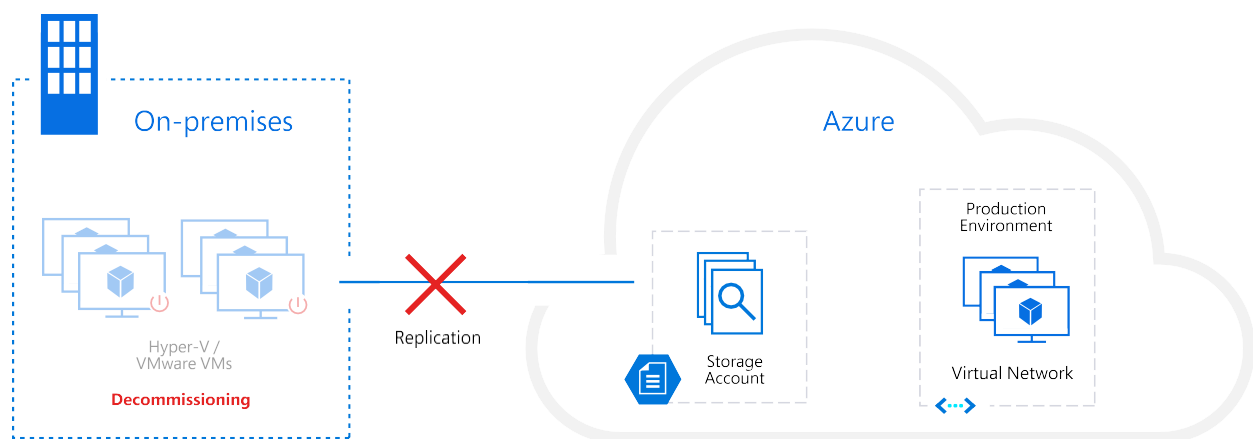 On-premises
Azure
Production
Environment
Replication
Hyper-V /
VMware VMs
Storage
Account
Virtual Network
Decommissioning